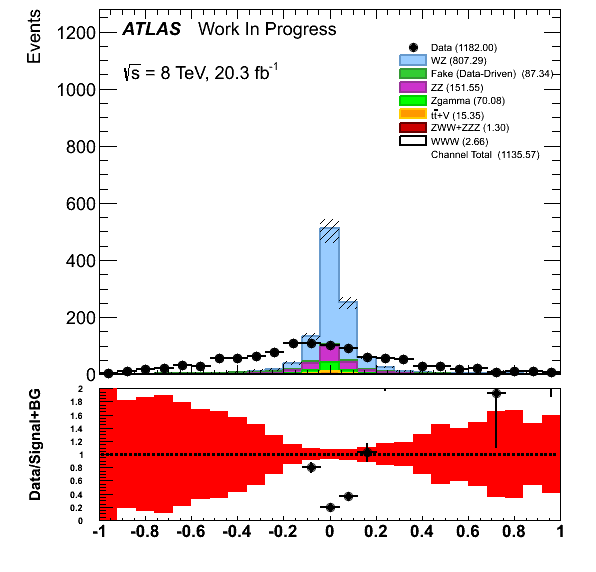 Events
1200
1000
800
600
400
200
0
ATLAS Work In Progress
√s = 8 TeV, 20.3 fb-1
Data (1182.00)
WZ (807.29)
Fake (Data-Driven) (87.34)
ZZ (151.55)
Zgamma (70.08)
tt̄+V (15.35)
ZWW+ZZZ (1.30)
WWW (2.66)
Channel Total (1135.57)
Data/Signal+BG
2
1.8
1.6
1.4
1.2
1
0.8
0.6
0.4
0.2
0
-1 -0.8 -0.6 -0.4 -0.2 0 0.2 0.4 0.6 0.8 1